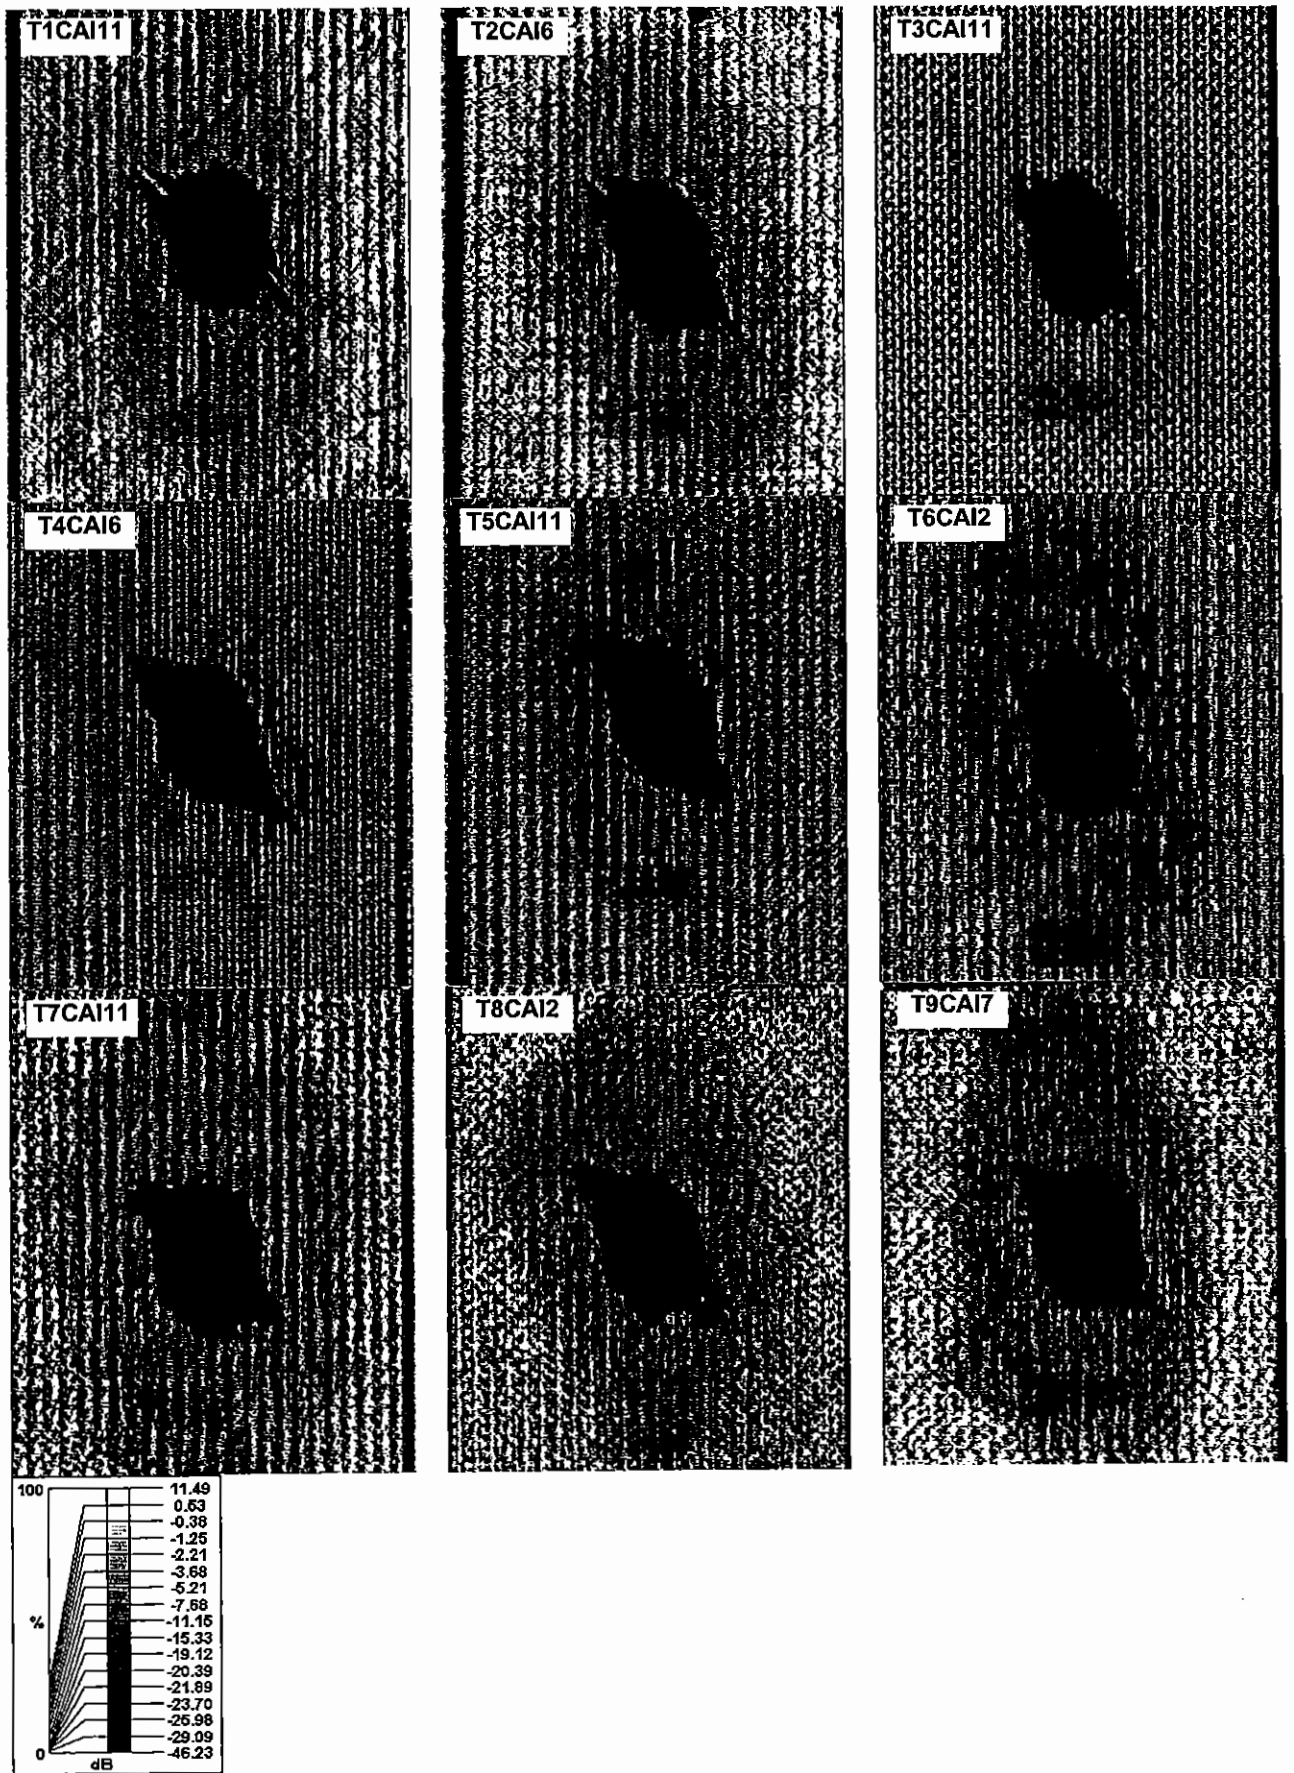 T1CAI11
T2CAI6
T3CAI11
T4CAI6
T5CAI11
T6CAI2
T7CAI11
T8CAI2
T9CAI7
100
11.49
0.53
-0.38
-1.25
-2.21
-3.68
-5.21
-7.68
%
-11.15
-15.33
-19.12
-20.39
-21.89
-23.70
-25.98
-29.09
0
-46.23
dB